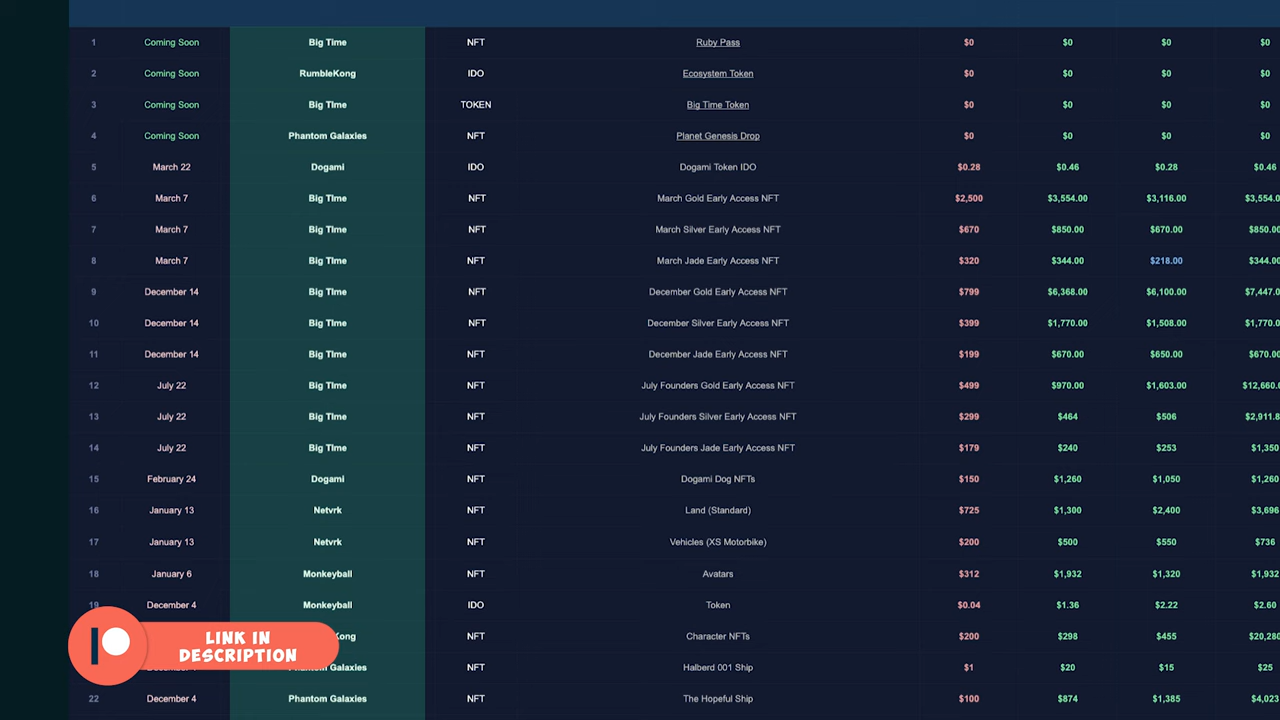 1 Coming Soon Big Time NFT Ruby Pass $0 $0 $0 $0
2 Coming Soon RumbleKong IDO Ecosystem Token $0 $0 $0 $0
3 Coming Soon Big TIme TOKEN Big Time Token $0 $0 $0 $0
4 Coming Soon Phantom Galaxies NFT Planet Genesis Drop $0 $0 $0 $0
5 March 22 Dogami IDO Dogami Token IDO $0.28 $0.46 $0.28 $0.46
6 March 7 Big TIme NFT March Gold Early Access NFT $2,500 $3,554.00 $3,116.00 $3,554.0
7 March 7 Big TIme NFT March Silver Early Access NFT $670 $850.00 $670.00 $850.00
8 March 7 Big TIme NFT March Jade Early Access NFT $320 $344.00 $218.00 $344.00
9 December 14 Big TIme NFT December Gold Early Access NFT $799 $6,368.00 $6,100.00 $7,447.0
10 December 14 Big TIme NFT December Silver Early Access NFT $399 $1,770.00 $1,508.00 $1,770.0
11 December 14 Big TIme NFT December Jade Early Access NFT $199 $670.00 $650.00 $670.00
12 July 22 Big TIme NFT July Founders Gold Early Access NFT $499 $970.00 $1,603.00 $12,660.
13 July 22 Big TIme NFT July Founders Silver Early Access NFT $299 $464 $506 $2,911.8
14 July 22 Big TIme NFT July Founders Jade Early Access NFT $179 $240 $253 $1,350
15 February 24 Dogami NFT Dogami Dog NFTs $150 $1,260 $1,050 $1,260
16 January 13 Netvrk NFT Land (Standard) $725 $1,300 $2,400 $3,696
17 January 13 Netvrk NFT Vehicles (XS Motorbike) $200 $500 $550 $736
18 January 6 Monkeyball NFT Avatars $312 $1,932 $1,320 $1,932
19 December 4 Monkeyball IDO Token $0.04 $1.36 $2.22 $2.60
Kong NFT Character NFTs $200 $298 $455 $20,280
Phantom Galaxies NFT Halberd 001 Ship $1 $20 $15 $25
22 December 4 Phantom Galaxies NFT The Hopeful Ship $100 $874 $1,385 $4,023
LINK IN
DESCRIPTION